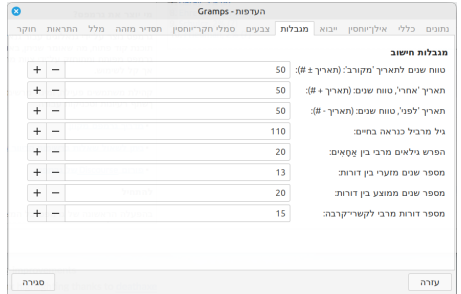 העדפות - Gramps
נתונים כללי אילן־יוחסין ייבוא מגבלות צבעים סמלי חקר־יוחסין תסדיר מזהה מלל התראות חוקר
מגבלות חישוב
טווח שנים לתאריך 'מקורב': (תאריך ± #): 50
תאריך 'אחרי', טווח שנים: (תאריך + #): 50
תאריך 'לפני', טווח שנים: (תאריך - #): 50
גיל מרביל כנראה בחיים: 110
הפרש גילאים מרבי בין אַחָאִים: 20
מספר שנים מזערי בין דורות: 13
מספר שנים ממוצע בין דורות: 20
מספר דורות מרבי לקשרי־קרבה: 15
עזרה סגירה